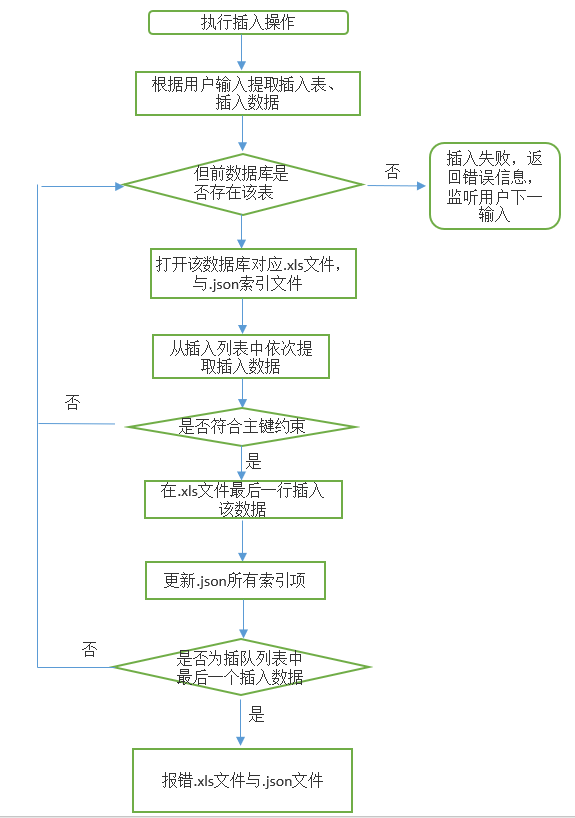 执行插入操作
根据用户输入提取插入表、
插入数据
但前数据库是
否存在该表
否
插入失败，返
回错误信息，
监听用户下一
输入
打开该数据库对应.xls文件，
与.json索引文件
从插入列表中依次提
取插入数据
否
是否符合主键约束
是
在.xls文件最后一行插入
该数据
更新.json所有索引项
否
是否为插队列表中
最后一个插入数据
是
报错.xls文件与.json文件